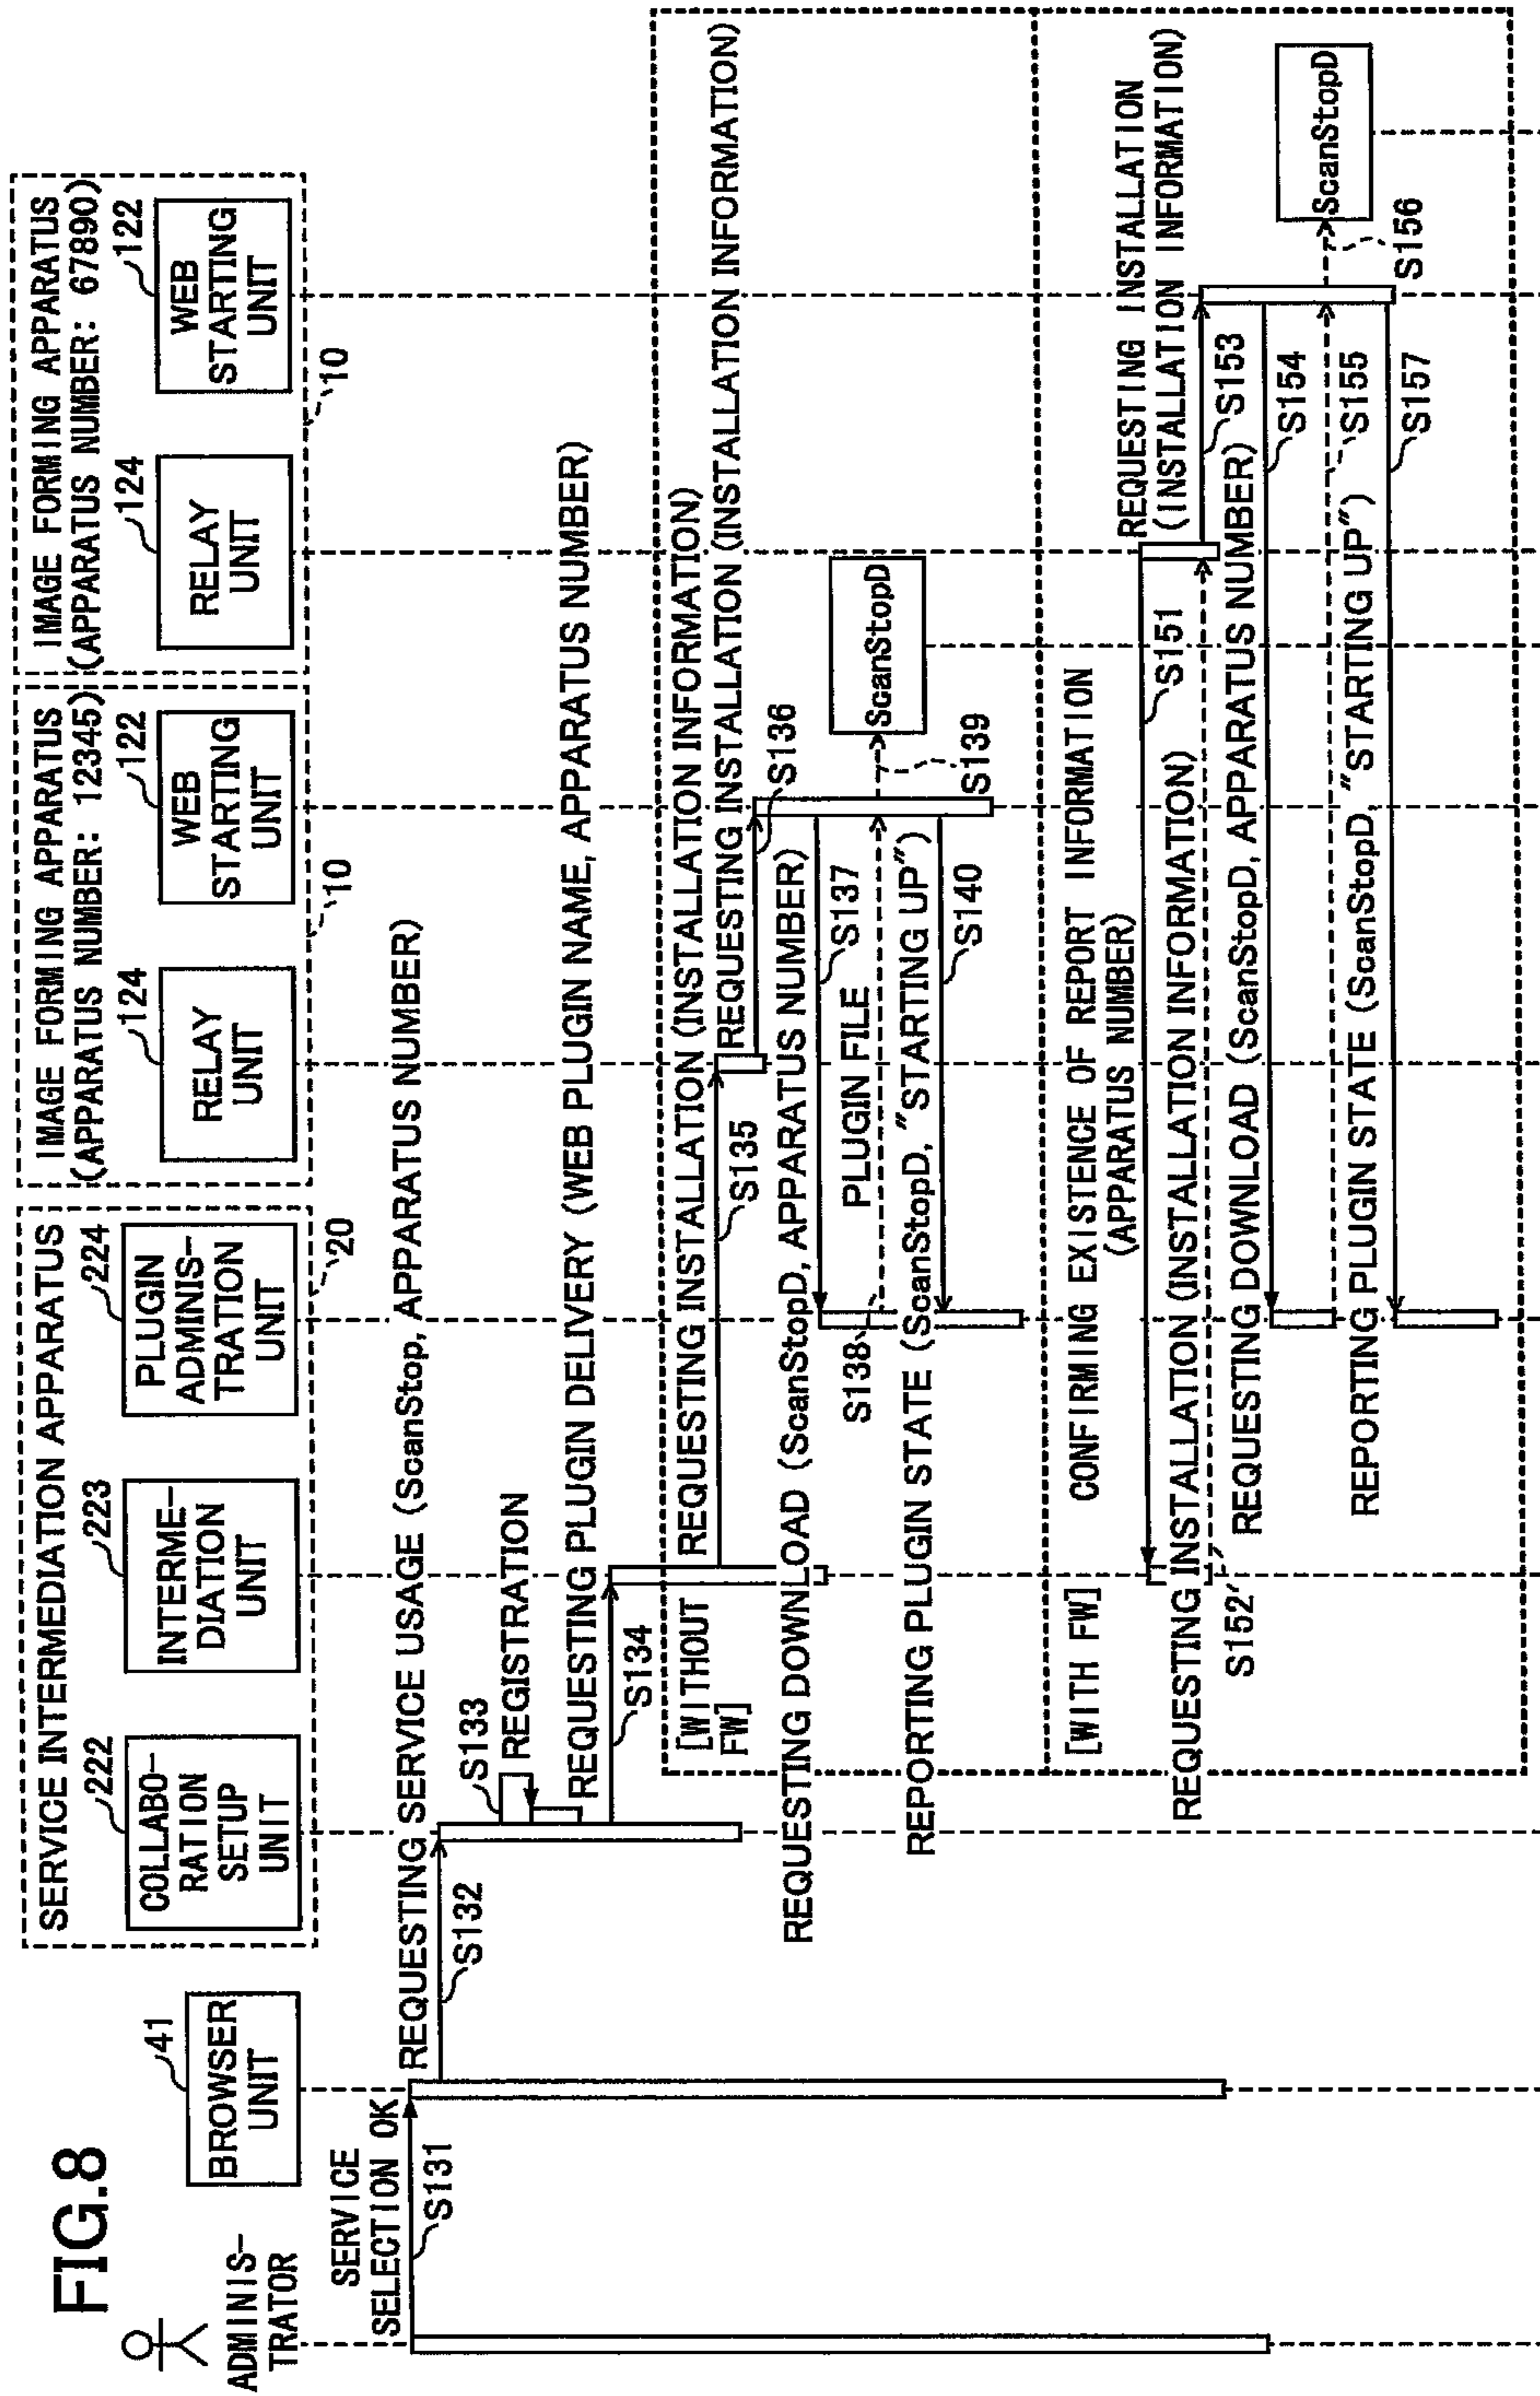 FIG.8
ADMINIS-
TRATOR
BROWSER
UNIT
41
SERVICE INTERMEDIATION APPARATUS
COLLABO-
RATION
SETUP
UNIT
222
INTERME-
DIATION
UNIT
223
PLUGIN
ADMINIS-
TRATION
UNIT
224
20
IMAGE FORMING APPARATUS
(APPARATUS NUMBER: 12345)
RELAY
UNIT
124
WEB
STARTING
UNIT
122
10
IMAGE FORMING APPARATUS
(APPARATUS NUMBER: 67890)
RELAY
UNIT
124
WEB
STARTING
UNIT
122
10
SERVICE
SELECTION OK
S131
REQUESTING SERVICE USAGE (ScanStop, APPARATUS NUMBER)
S132
S133
REGISTRATION
REQUESTING PLUGIN DELIVERY (WEB PLUGIN NAME, APPARATUS NUMBER)
S134
[WITHOUT
FW]
REQUESTING INSTALLATION (INSTALLATION INFORMATION)
S135
REQUESTING INSTALLATION (INSTALLATION INFORMATION)
S136
REQUESTING DOWNLOAD (ScanStopD, APPARATUS NUMBER)
S137
PLUGIN FILE
S138
ScanStopD
S139
REPORTING PLUGIN STATE (ScanStopD, "STARTING UP")
S140
[WITH FW]
CONFIRMING EXISTENCE OF REPORT INFORMATION
(APPARATUS NUMBER)
S151
REQUESTING INSTALLATION (INSTALLATION INFORMATION)
S152
REQUESTING INSTALLATION
(INSTALLATION INFORMATION)
S153
REQUESTING DOWNLOAD (ScanStopD, APPARATUS NUMBER)
S154
S155
ScanStopD
S156
REPORTING PLUGIN STATE (ScanStopD, "STARTING UP")
S157